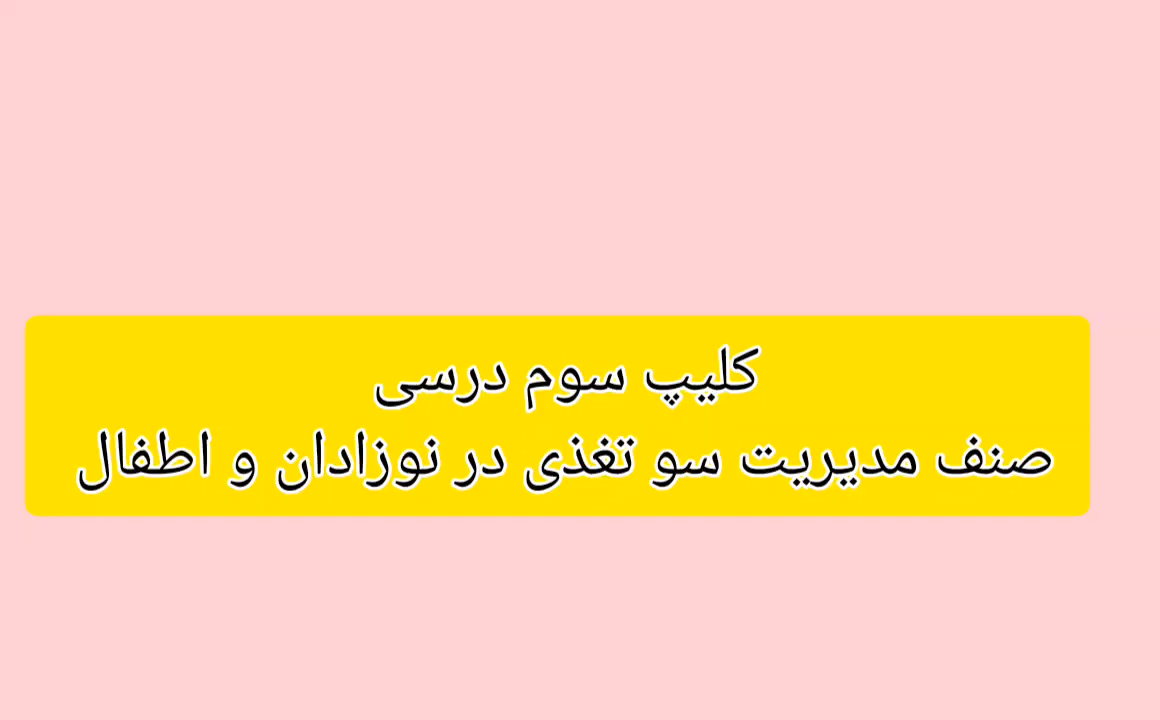 کلیپ سوم درسی
صنف مدیریت سو تغذی در نوزادان و اطفال